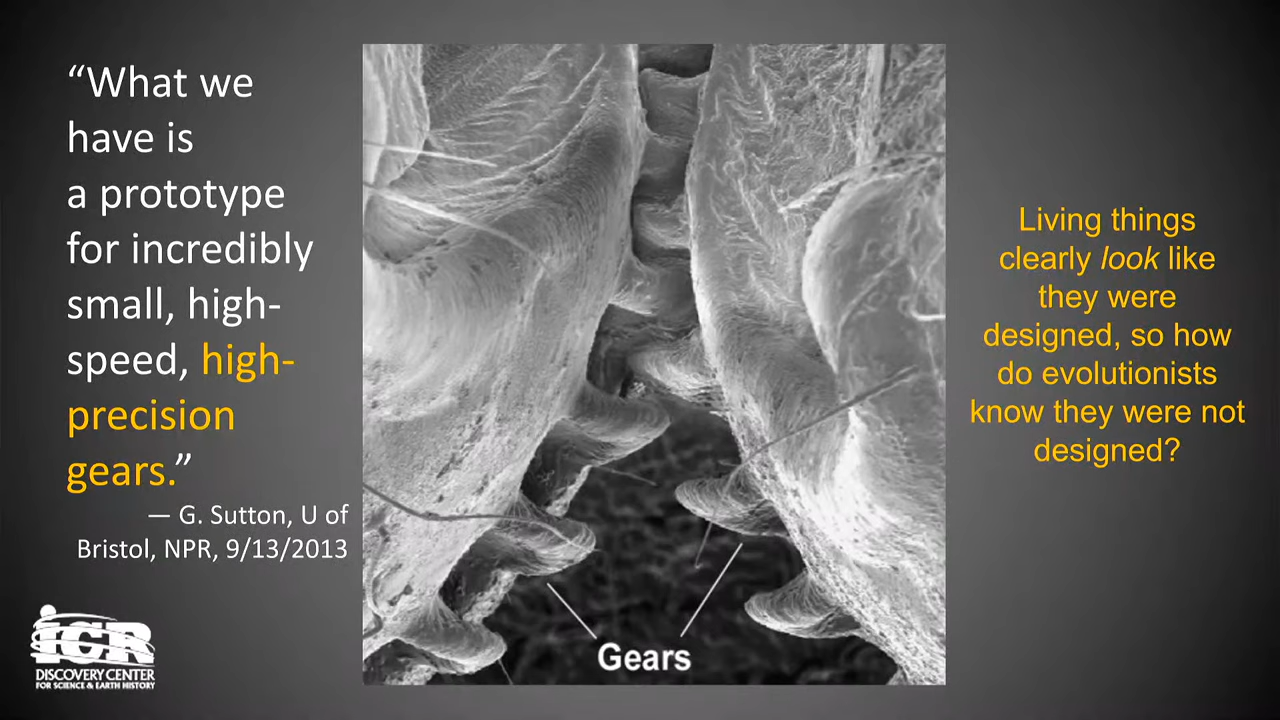 “What we
have is
a prototype
for incredibly
small, high-
speed, high-
precision
gears.”
— G. Sutton, U of
Bristol, NPR, 9/13/2013
ICR
DISCOVERY CENTER
FOR SCIENCE & EARTH HISTORY
Gears
Living things
clearly look like
they were
designed, so how
do evolutionists
know they were not
designed?